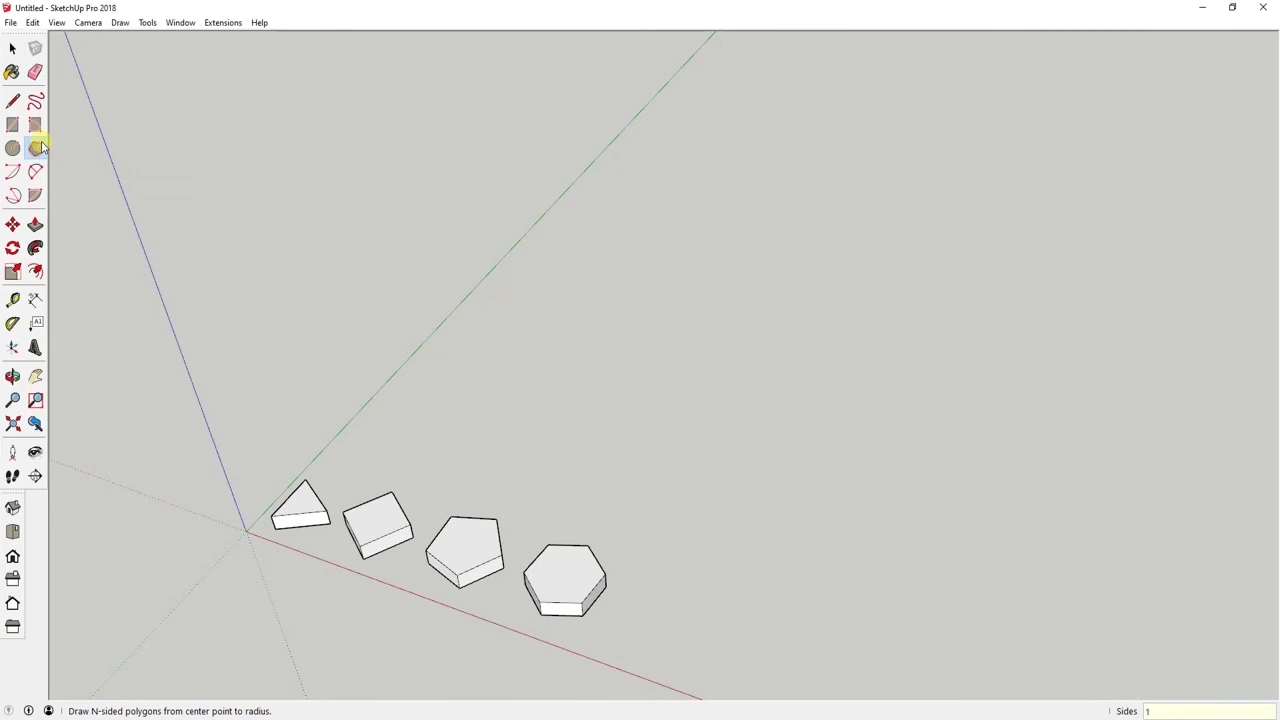 Untitled - SketchUp Pro 2018
File Edit View Camera Draw Tools Window Extensions Help
A1
Draw N-sided polygons from center point to radius.
Sides 1